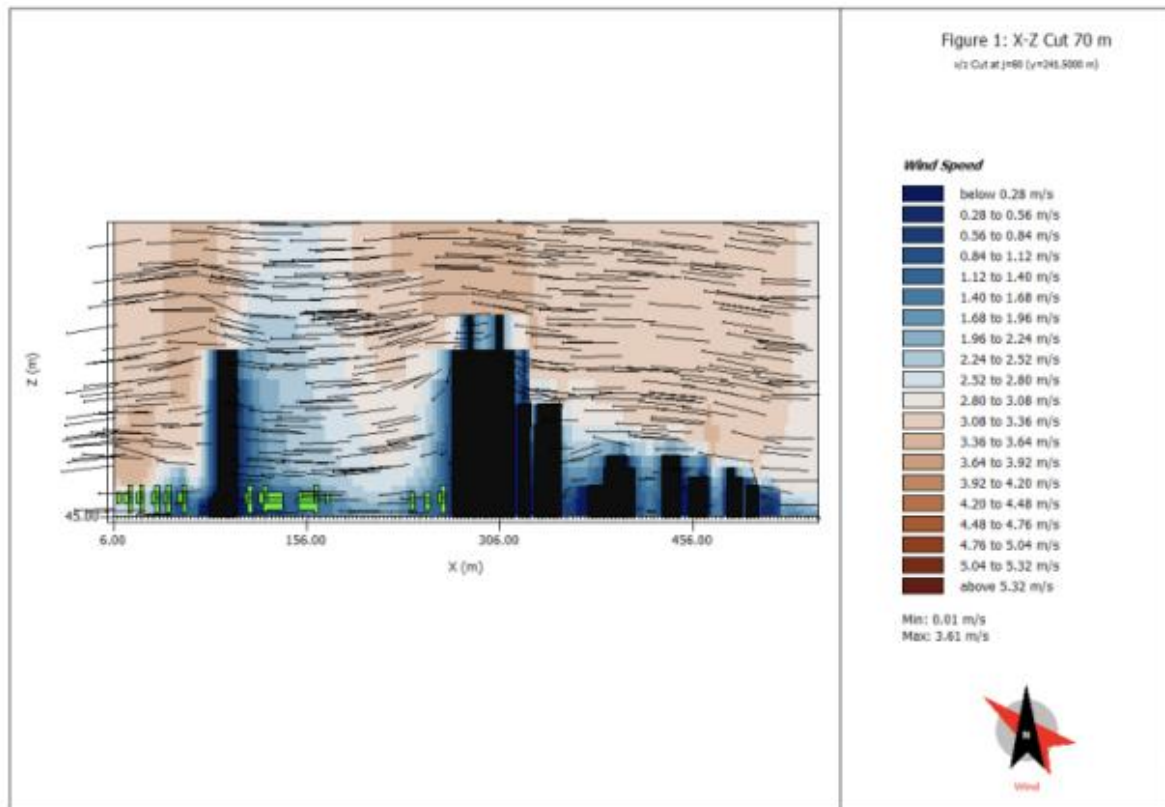 Figure 1: X-Z Cut 70 m
x/z Cut at j=80 (y=241.5000 m)
Wind Speed
below 0.28 m/s
0.28 to 0.56 m/s
0.56 to 0.84 m/s
0.84 to 1.12 m/s
1.12 to 1.40 m/s
1.40 to 1.68 m/s
1.68 to 1.96 m/s
1.96 to 2.24 m/s
2.24 to 2.52 m/s
2.52 to 2.80 m/s
2.80 to 3.08 m/s
3.08 to 3.36 m/s
3.36 to 3.64 m/s
3.64 to 3.92 m/s
3.92 to 4.20 m/s
4.20 to 4.48 m/s
4.48 to 4.76 m/s
4.76 to 5.04 m/s
5.04 to 5.32 m/s
above 5.32 m/s
Min: 0.01 m/s
Max: 3.61 m/s
N
Wind
Z (m)
45.00
6.00 156.00 306.00 456.00
X (m)